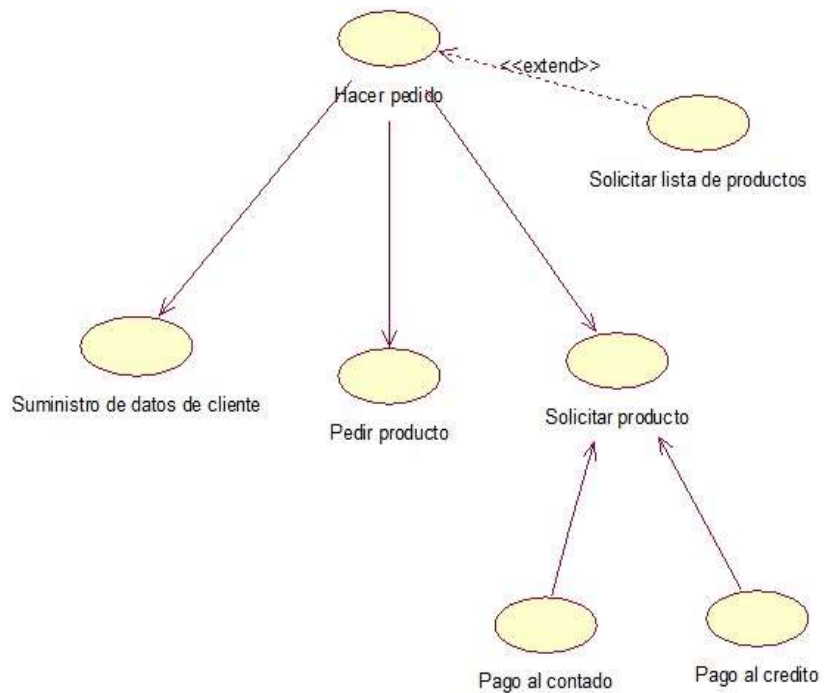 <<extend>>
Hacer pedido
Solicitar lista de productos
Suministro de datos de cliente
Pedir producto
Solicitar producto
Pago al contado
Pago al credito